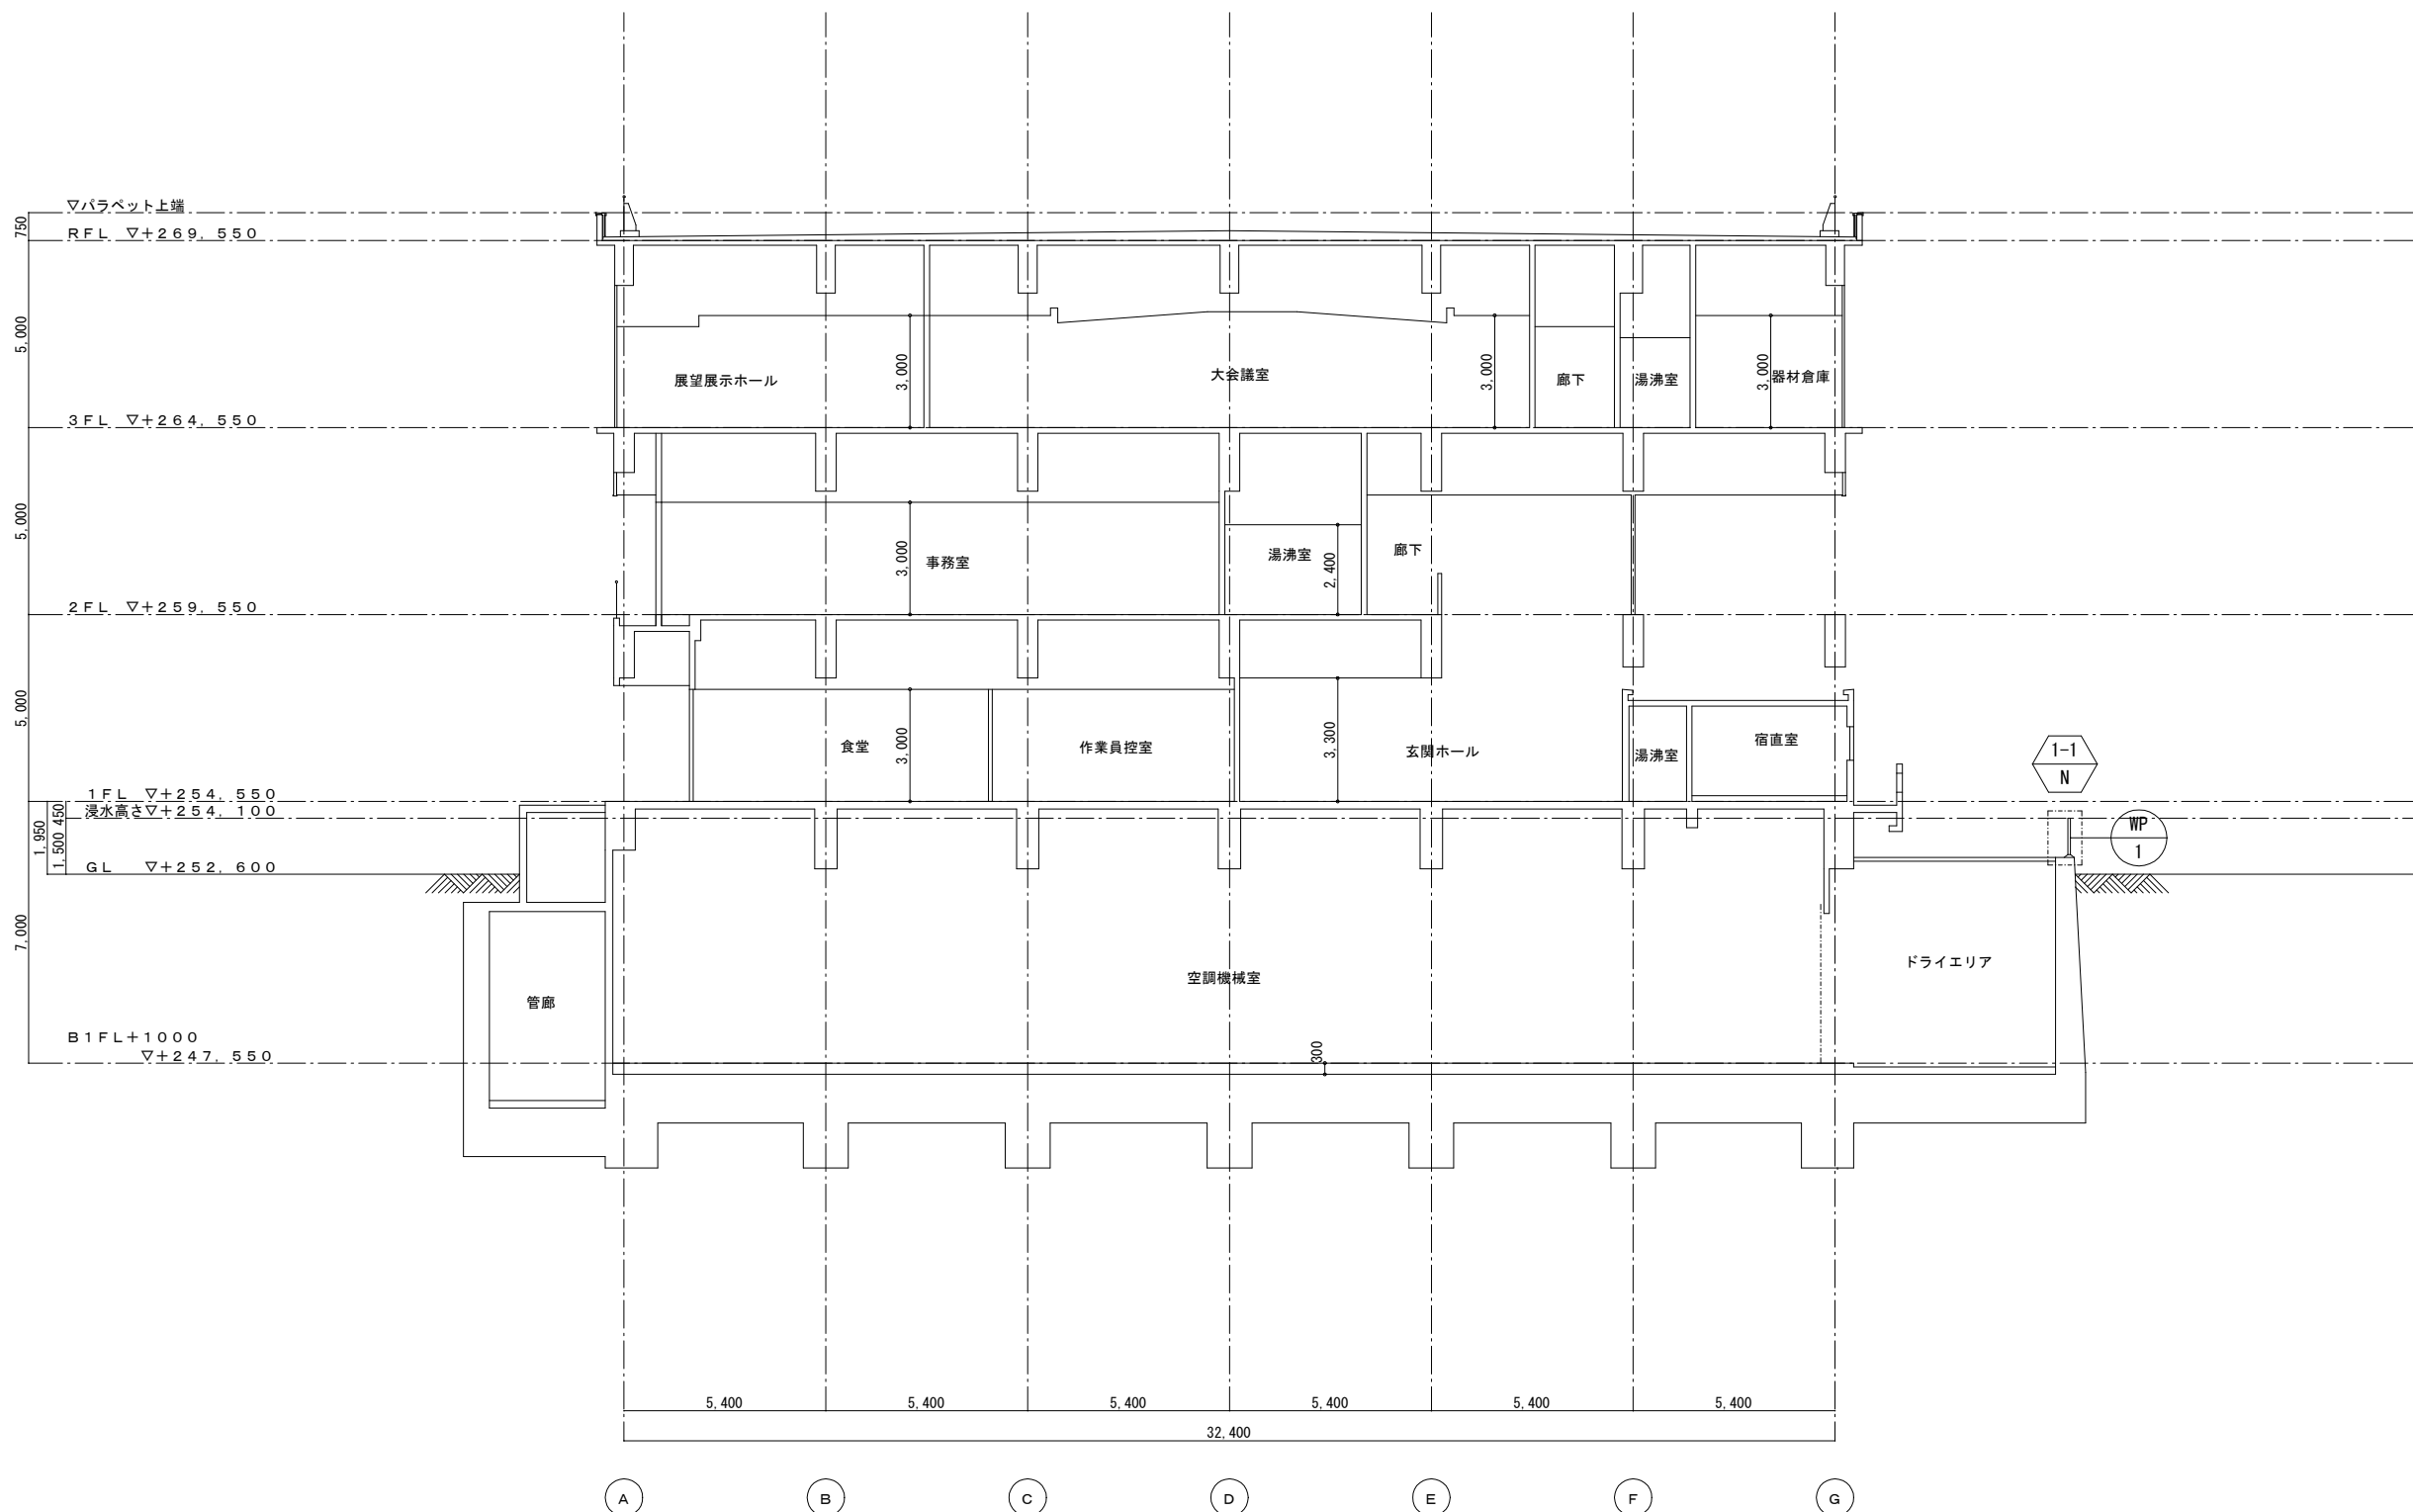 ▽パラペット上端
750
RFL ▽+269, 550
5,000
3,000
3,000
3,000
展望展示ホール
大会議室
廊下
湯沸室
器材倉庫
3FL ▽+264, 550
5,000
3,000
事務室
湯沸室
2,400
廊下
2FL ▽+259, 550
5,000
食堂
3,000
作業員控室
3,300
玄関ホール
湯沸室
宿直室
1-1
N
1FL ▽+254, 550
浸水高さ▽+254, 100
1,950
1,500
450
WP
1
GL ▽+252, 600
7,000
管廊
空調機械室
ドライエリア
B1FL+1000
▽+247, 550
300
5,400 5,400 5,400 5,400 5,400 5,400
32,400
A B C D E F G